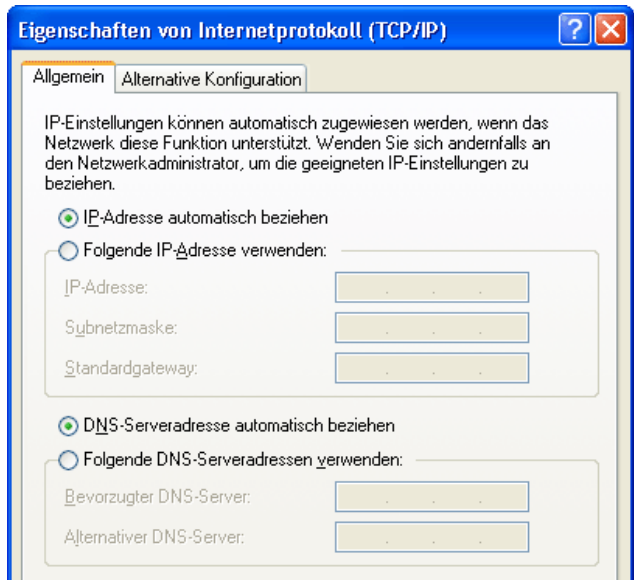 Eigenschaften von Internetprotokoll (TCP/IP)
Allgemein
Alternative Konfiguration
IP-Einstellungen können automatisch zugewiesen werden, wenn das
Netzwerk diese Funktion unterstützt. Wenden Sie sich andernfalls an
den Netzwerkadministrator, um die geeigneten IP-Einstellungen zu
beziehen.
IP-Adresse automatisch beziehen
Folgende IP-Adresse verwenden:
IP-Adresse:
Subnetzmaske:
Standardgateway:
DNS-Serveradresse automatisch beziehen
Folgende DNS-Serveradressen verwenden:
Bevorzugter DNS-Server:
Alternativer DNS-Server: